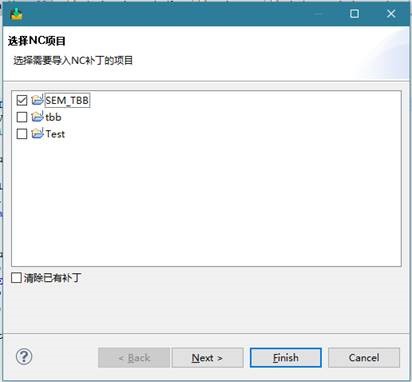 选择NC项目
选择需要导入NC补丁的项目
SEM_TBB
tbb
Test
清除已有补丁
?
< Back
Next >
Finish
Cancel